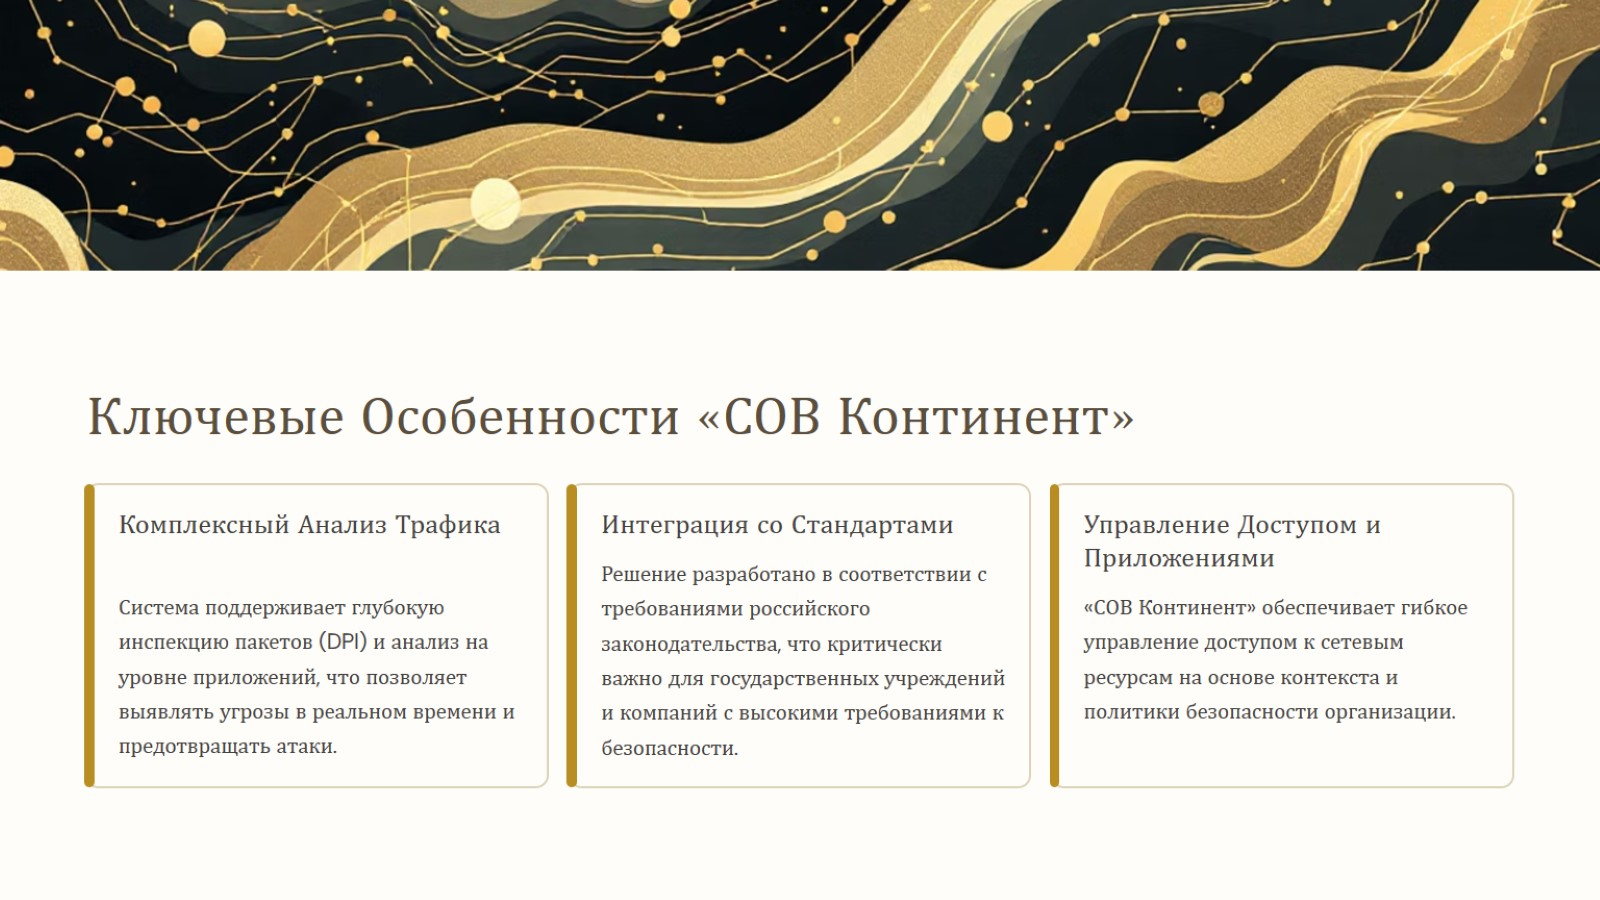 Ключевые Особенности «СОВ Континент»
Комплексный Анализ Трафика
Система поддерживает глубокую
инспекцию пакетов (DPI) и анализ на
уровне приложений, что позволяет
выявлять угрозы в реальном времени и
предотвращать атаки.
Интеграция со Стандартами
Решение разработано в соответствии с
требованиями российского
законодательства, что критически
важно для государственных учреждений
и компаний с высокими требованиями к
безопасности.
Управление Доступом и
Приложениями
«СОВ Континент» обеспечивает гибкое
управление доступом к сетевым
ресурсам на основе контекста и
политики безопасности организации.